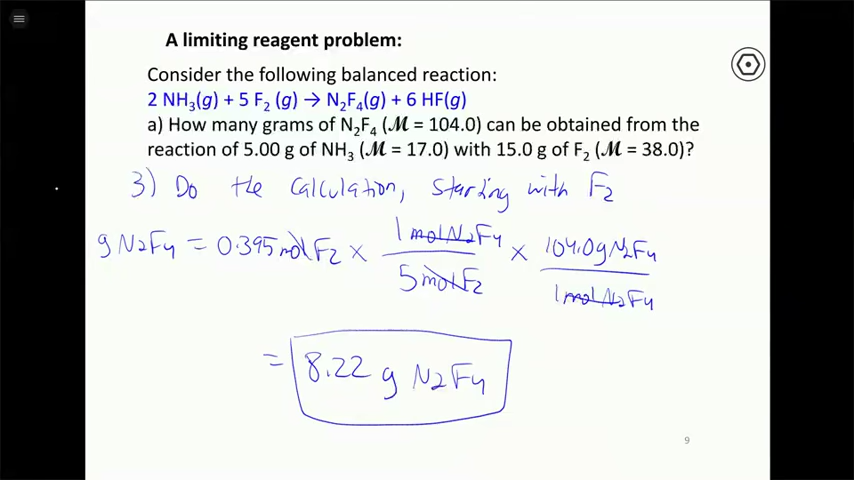 A limiting reagent problem:
Consider the following balanced reaction:
2 NH₃(g) + 5 F₂ (g) → N₂F₄(g) + 6 HF(g)
a) How many grams of N₂F₄ (ℳ = 104.0) can be obtained from the
reaction of 5.00 g of NH₃ (ℳ = 17.0) with 15.0 g of F₂ (ℳ = 38.0)?
3) Do the calculation, starting with F₂
g N₂F₄ = 0.395 mol F₂ × 1 mol N₂F₄ / 5 mol F₂ × 104.0 g N₂F₄ / 1 mol N₂F₄
= 8.22 g N₂F₄
9